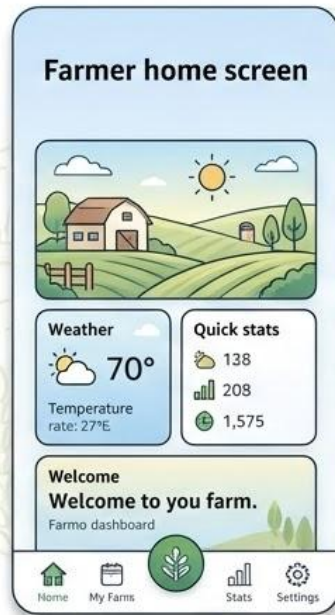 Farmer home screen
Weather
70°
Temperature
rate: 27°E
Quick stats
138
208
1,575
Welcome
Welcome to you farm.
Farmo dashboard
Nome
My Farms
Stats
Settings